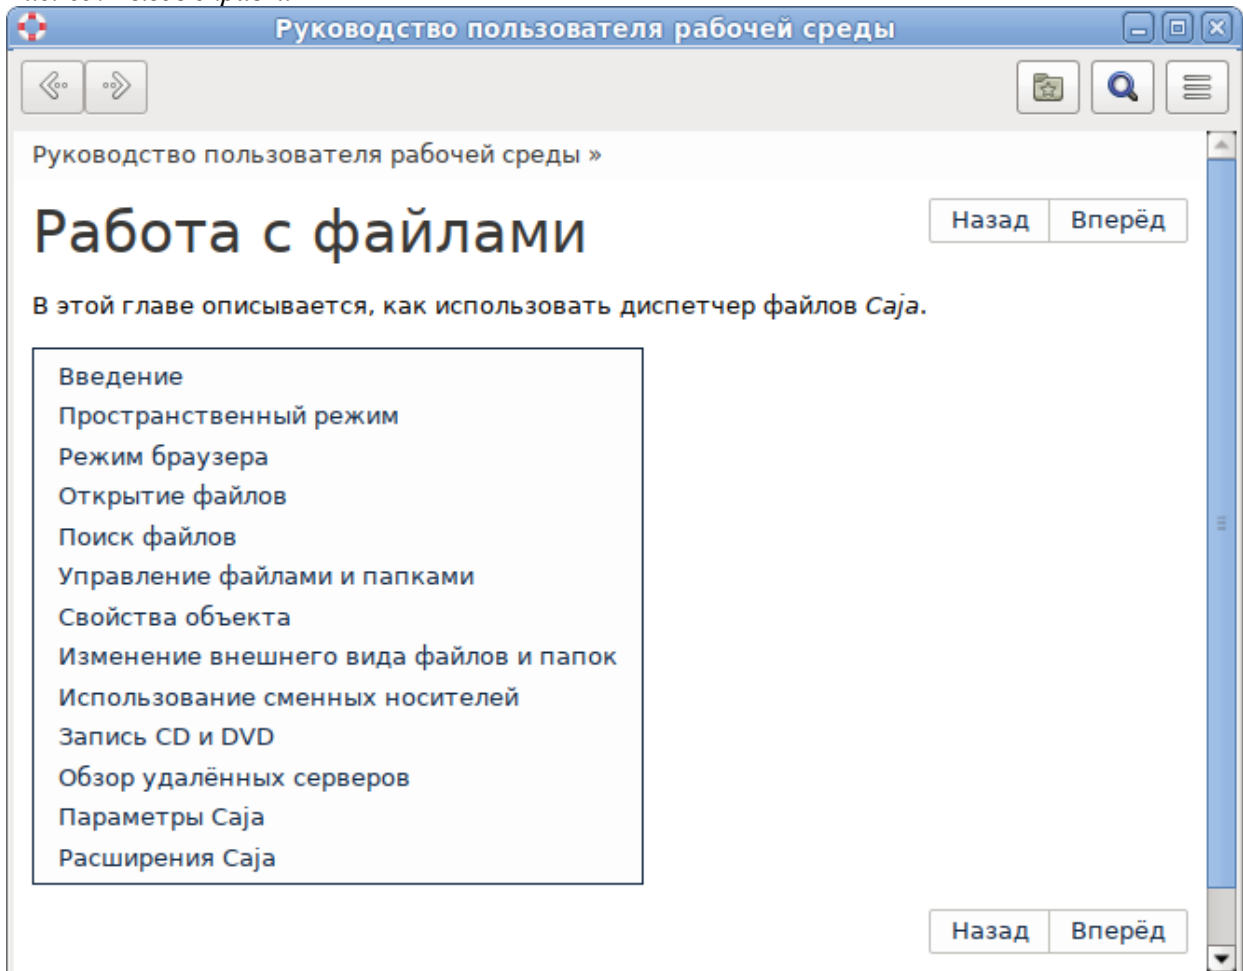 Руководство пользователя рабочей среды
Руководство пользователя рабочей среды »
Работа с файлами
Назад Вперёд
В этой главе описывается, как использовать диспетчер файлов Caja.
Введение
Пространственный режим
Режим браузера
Открытие файлов
Поиск файлов
Управление файлами и папками
Свойства объекта
Изменение внешнего вида файлов и папок
Использование сменных носителей
Запись CD и DVD
Обзор удалённых серверов
Параметры Caja
Расширения Caja
Назад Вперёд